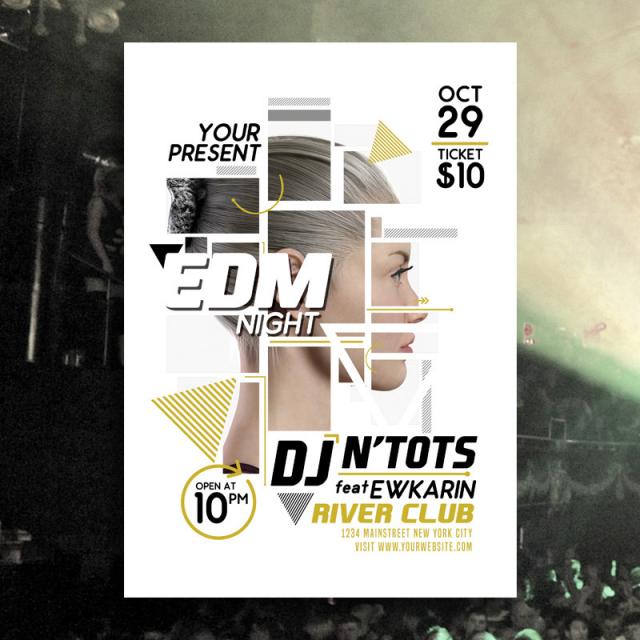 OCT
29
TICKET
$10
YOUR
PRESENT
EDM
NIGHT
DJ N'TOTS
feat EWKARIN
OPEN AT
10PM
RIVER CLUB
1234 MAINSTREET NEW YORK CITY
VISIT WWW.YOURWEBSITE.COM